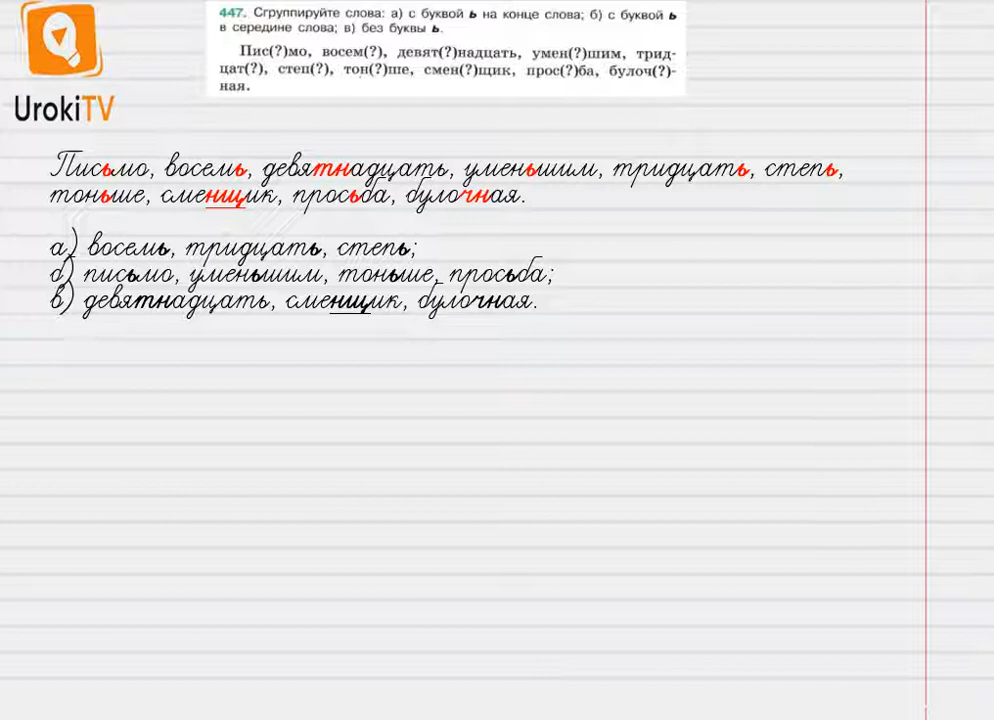 447. Сгруппируйте слова: а) с буквой ь на конце слова; б) с буквой ь
в середине слова; в) без буквы ь.
Пис(?)мо, восем(?), девят(?)надцать, умен(?)шим, трид-
цат(?), степ(?), тон(?)ше, смен(?)щик, прос(?)ба, булоч(?)-
ная.
UrokiTV
Письмо, восемь, девятнадцать, уменьшим, тридцать, степь,
тоньше, сменщик, просьба, булочная.
а) восемь, тридцать, степь;
б) письмо, уменьшим, тоньше, просьба;
в) девятнадцать, сменщик, булочная.